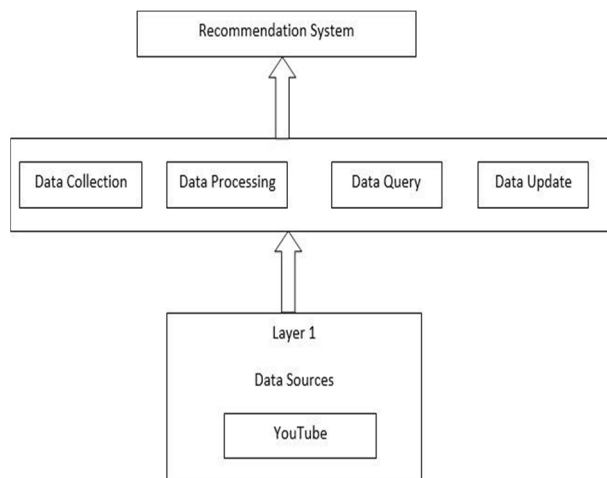 Recommendation System
Data Collection
Data Processing
Data Query
Data Update
Layer 1
Data Sources
YouTube